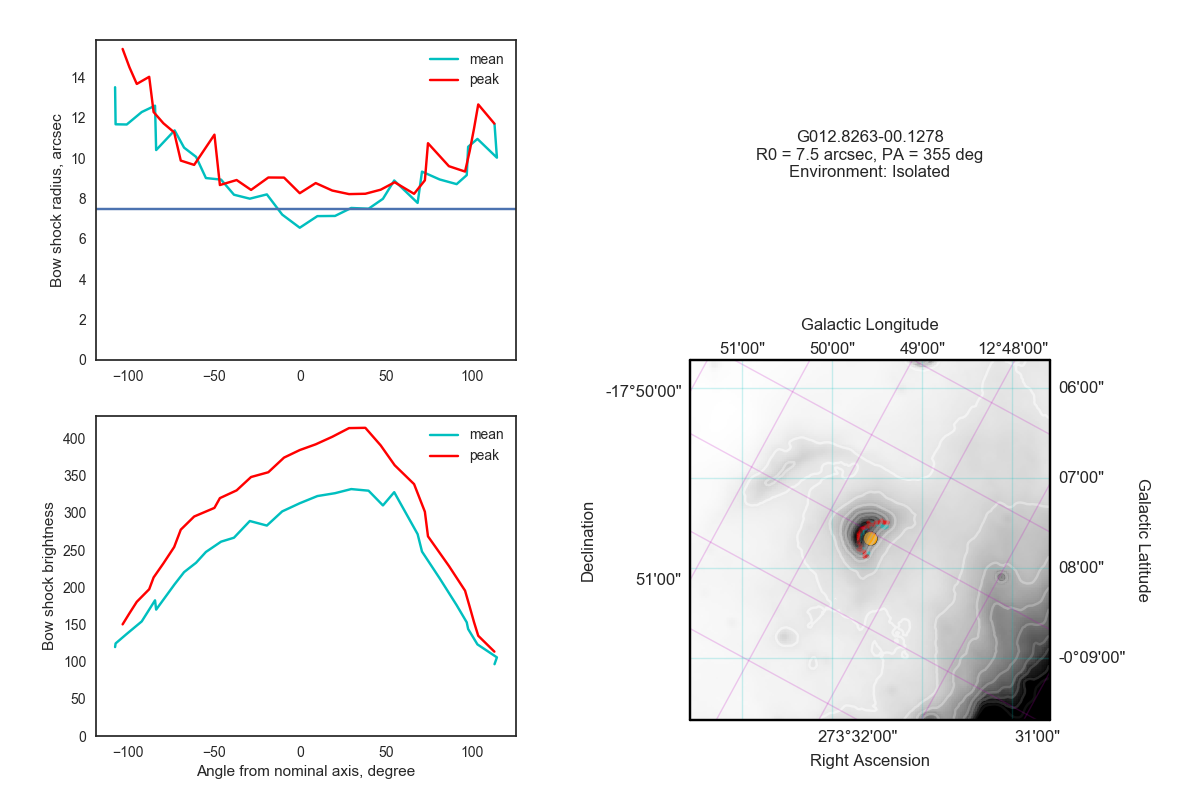 mean
peak
14
12
10
8
6
4
2
0
Bow shock radius, arcsec
−100
−50
0
50
100
mean
peak
400
350
300
250
200
150
100
50
0
Bow shock brightness
−100
−50
0
50
100
Angle from nominal axis, degree
G012.8263-00.1278
R0 = 7.5 arcsec, PA = 355 deg
Environment: Isolated
Galactic Longitude
51'00"
50'00"
49'00"
12°48'00"
-17°50'00"
51'00"
Declination
06'00"
07'00"
08'00"
-0°09'00"
Galactic Latitude
273°32'00"
31'00"
Right Ascension